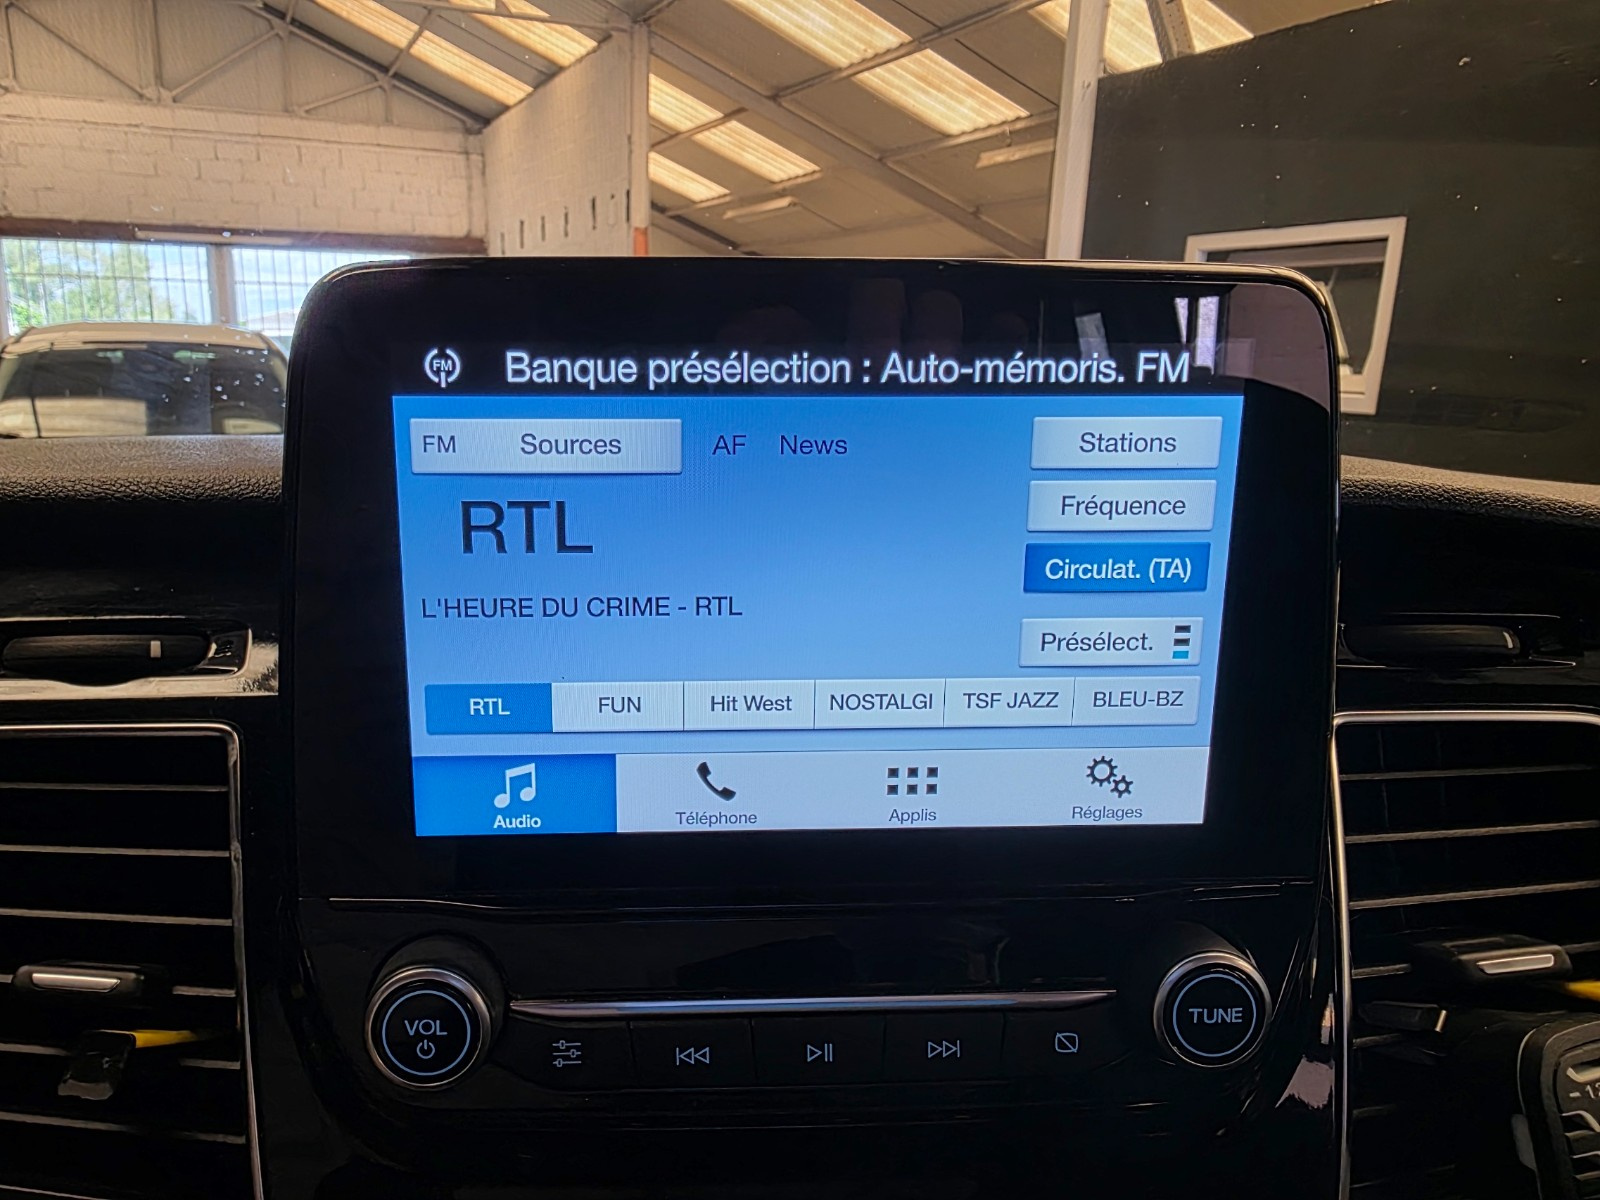 FM Banque présélection : Auto-mémoris. FM
FM Sources AF News Stations
RTL
Fréquence
Circulat. (TA)
L'HEURE DU CRIME - RTL
Présélect.
RTL FUN Hit West NOSTALGI TSF JAZZ BLEU-BZ
Audio Téléphone Applis Réglages
VOL
TUNE